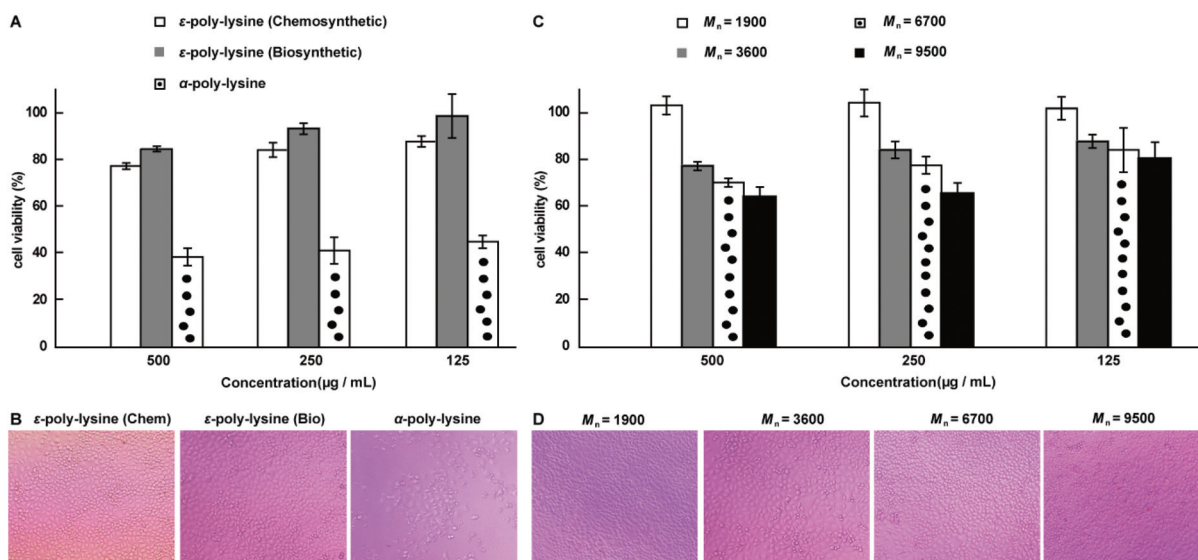 A
ε-poly-lysine (Chemosynthetic)
ε-poly-lysine (Biosynthetic)
α-poly-lysine
cell viability (%)
100
80
60
40
20
0
500
250
125
Concentration(μg / mL)
C
Mn = 1900
Mn = 6700
Mn = 3600
Mn = 9500
cell viability (%)
100
80
60
40
20
0
500
250
125
Concentration(μg / mL)
B
ε-poly-lysine (Chem)
ε-poly-lysine (Bio)
α-poly-lysine
D
Mn = 1900
Mn = 3600
Mn = 6700
Mn = 9500